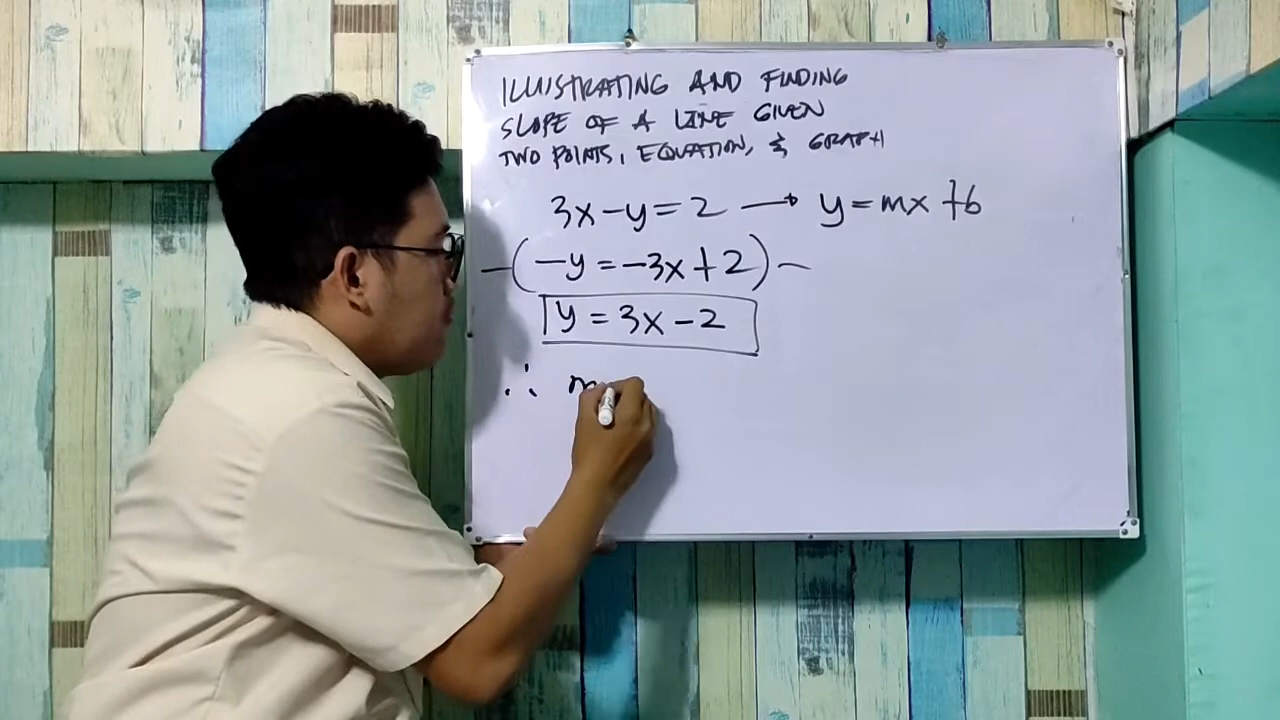 ILLUSTRATING AND FINDING
SLOPE OF A LINE GIVEN
TWO POINTS, EQUATION, & GRAPH
3x-y=2 → y=mx+b
-(-y=-3x+2)-
y=3x-2
∴ m